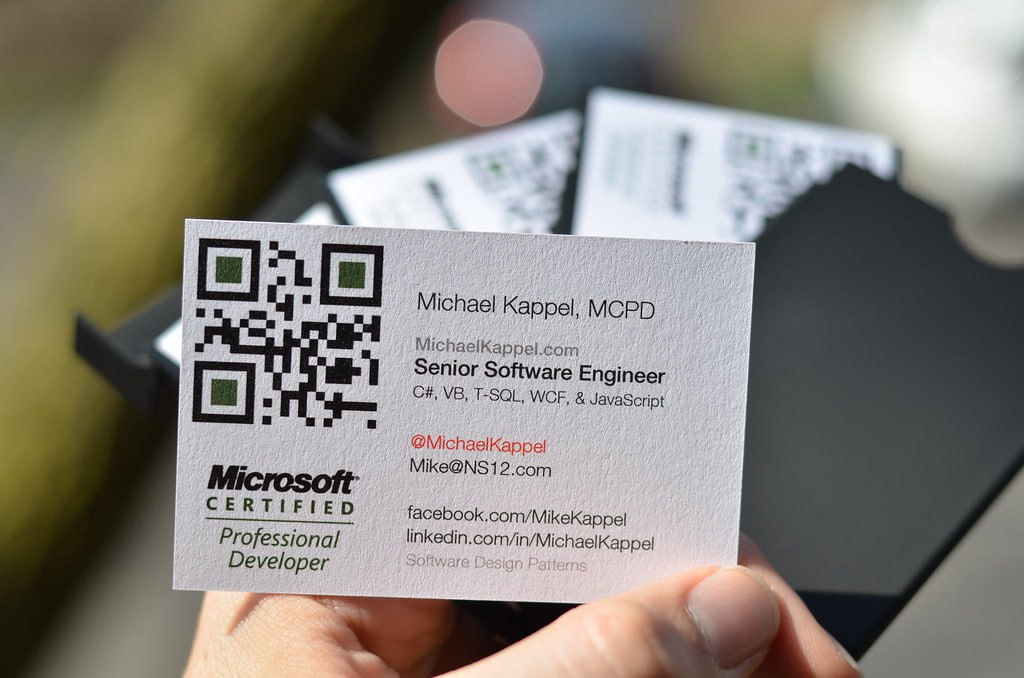 Michael Kappel, MCPD
MichaelKappel.com
Senior Software Engineer
C#, VB, T-SQL, WCF, & JavaScript
@MichaelKappel
Mike@NS12.com
facebook.com/MikeKappel
linkedin.com/in/MichaelKappel
Software Design Patterns
Microsoft®
CERTIFIED
Professional
Developer